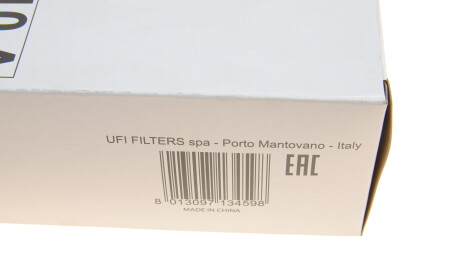 UFI FILTERS spa - Porto Mantovano - Italy
EAC
8 013097 134598
MADE IN CHINA